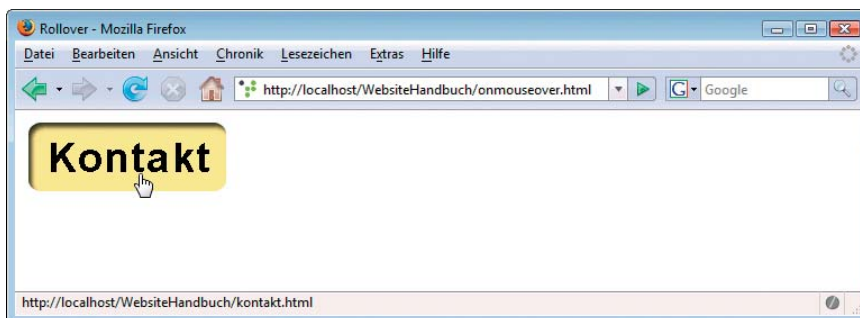 Rollover - Mozilla Firefox
Datei Bearbeiten Ansicht Chronik Lesezeichen Extras Hilfe
http://localhost/WebsiteHandbuch/onmouseover.html G Google
Kontakt
http://localhost/WebsiteHandbuch/kontakt.html